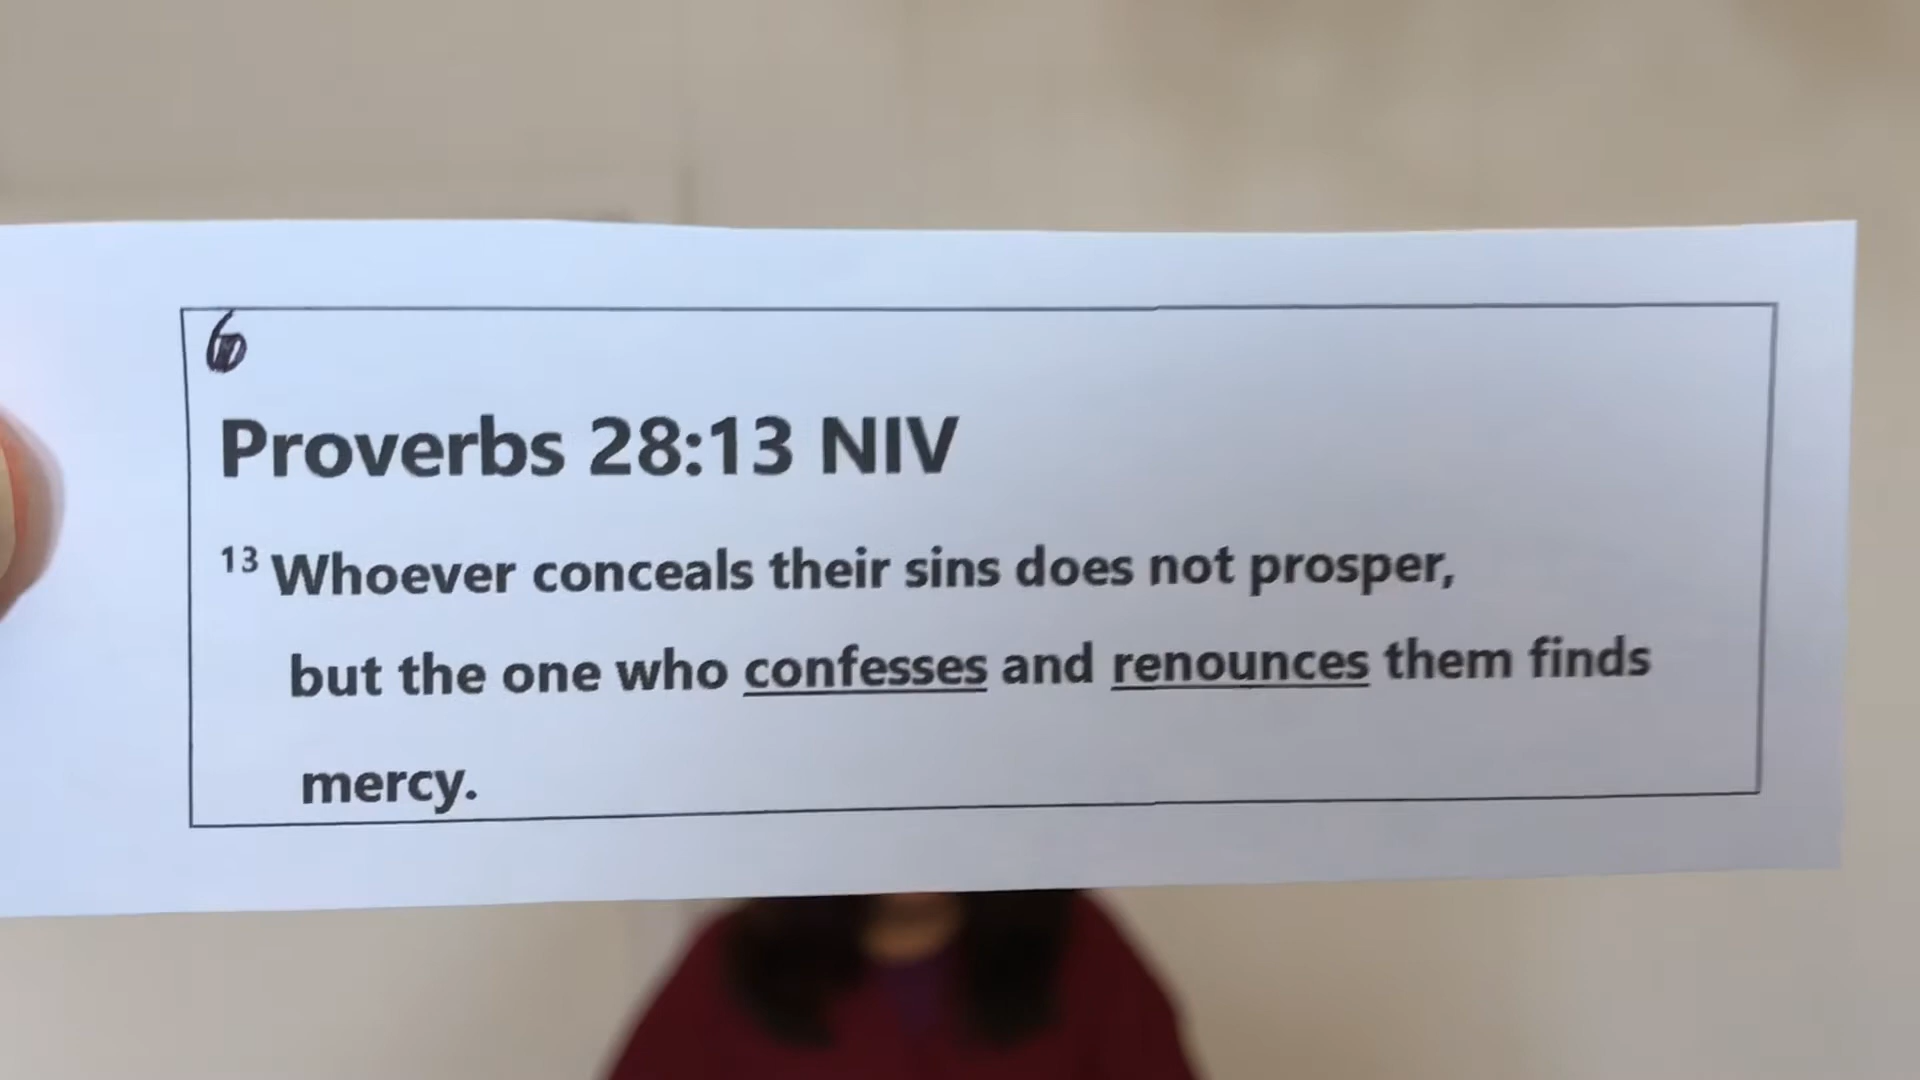 6
Proverbs 28:13 NIV
13 Whoever conceals their sins does not prosper,
but the one who confesses and renounces them finds
mercy.